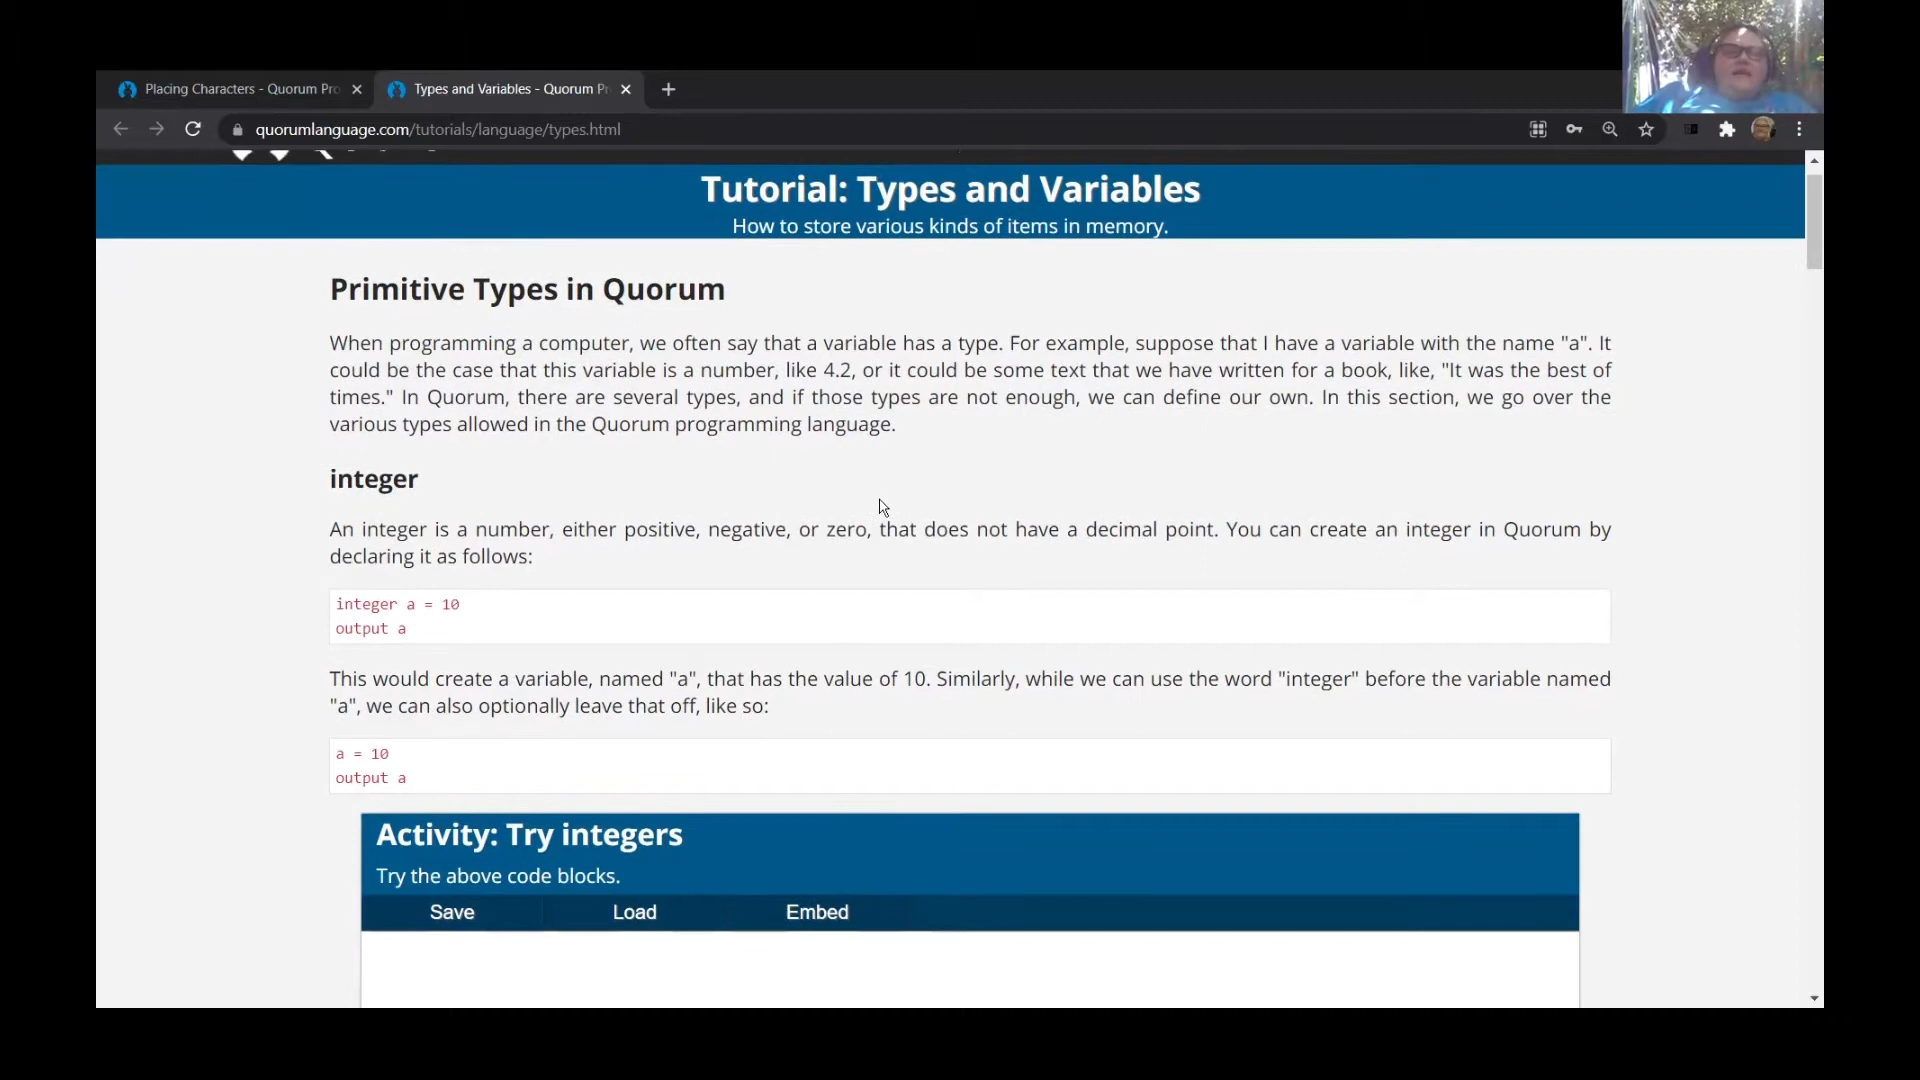 Placing Characters - Quorum Pro
Types and Variables - Quorum Pr
quorumlanguage.com/tutorials/language/types.html
Tutorial: Types and Variables
How to store various kinds of items in memory.
Primitive Types in Quorum
When programming a computer, we often say that a variable has a type. For example, suppose that I have a variable with the name "a". It
could be the case that this variable is a number, like 4.2, or it could be some text that we have written for a book, like, "It was the best of
times." In Quorum, there are several types, and if those types are not enough, we can define our own. In this section, we go over the
various types allowed in the Quorum programming language.
integer
An integer is a number, either positive, negative, or zero, that does not have a decimal point. You can create an integer in Quorum by
declaring it as follows:
integer a = 10
output a
This would create a variable, named "a", that has the value of 10. Similarly, while we can use the word "integer" before the variable named
"a", we can also optionally leave that off, like so:
a = 10
output a
Activity: Try integers
Try the above code blocks.
Save Load Embed